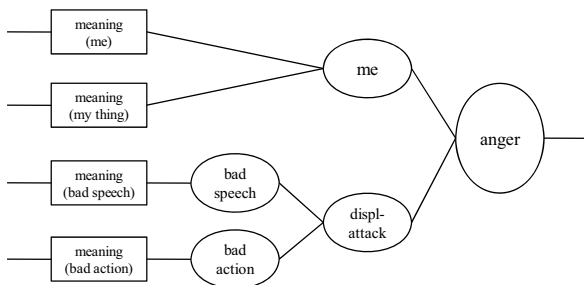 meaning
(me)
me
meaning
(my thing)
anger
meaning
(bad speech)
bad
speech
displ-
attack
meaning
(bad action)
bad
action